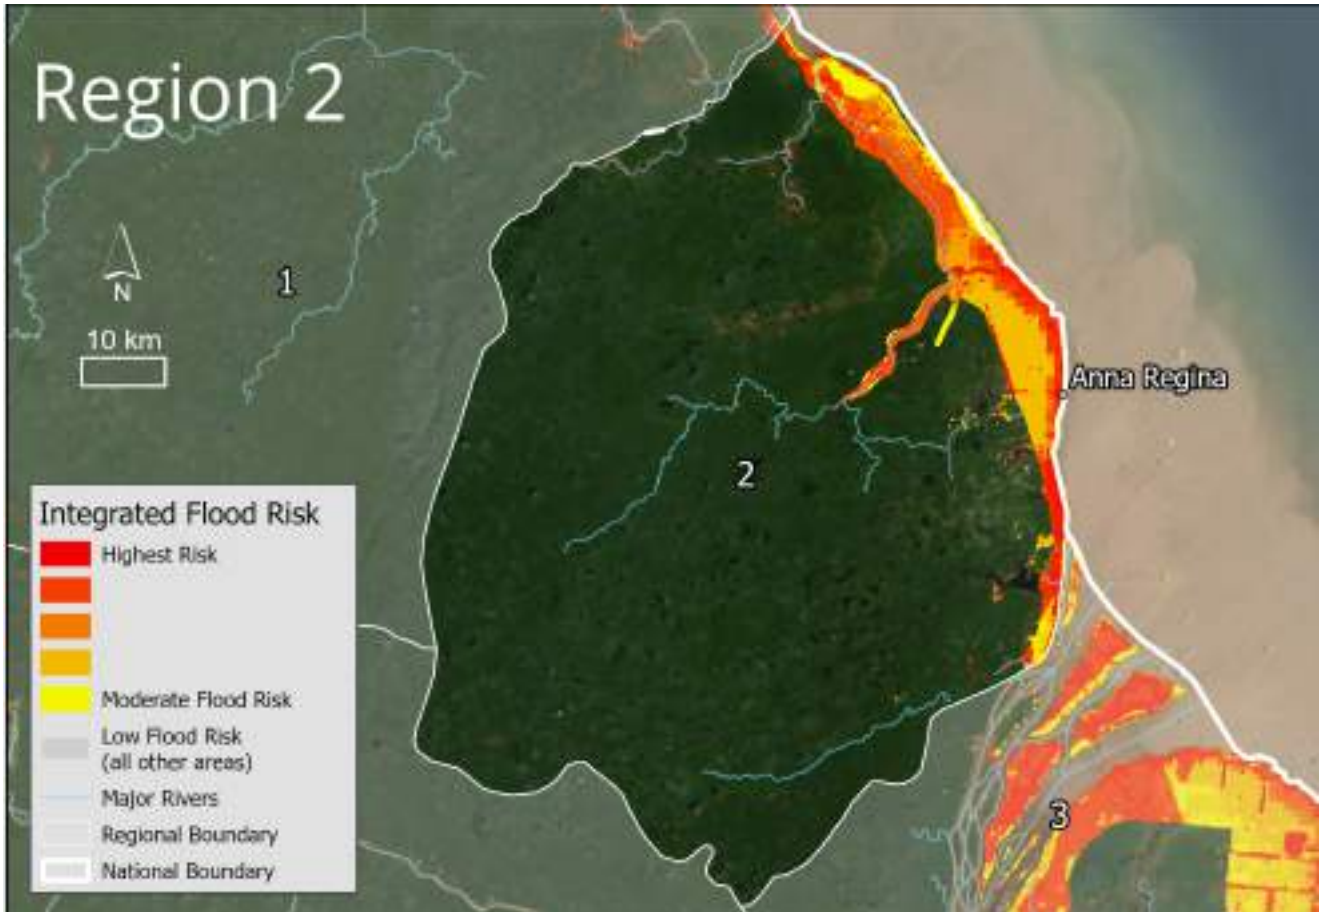 Region 2
1
N
10 km
Anna Regina
2
Integrated Flood Risk
Highest Risk
Moderate Flood Risk
Low Flood Risk
(all other areas)
Major Rivers
Regional Boundary
National Boundary
3